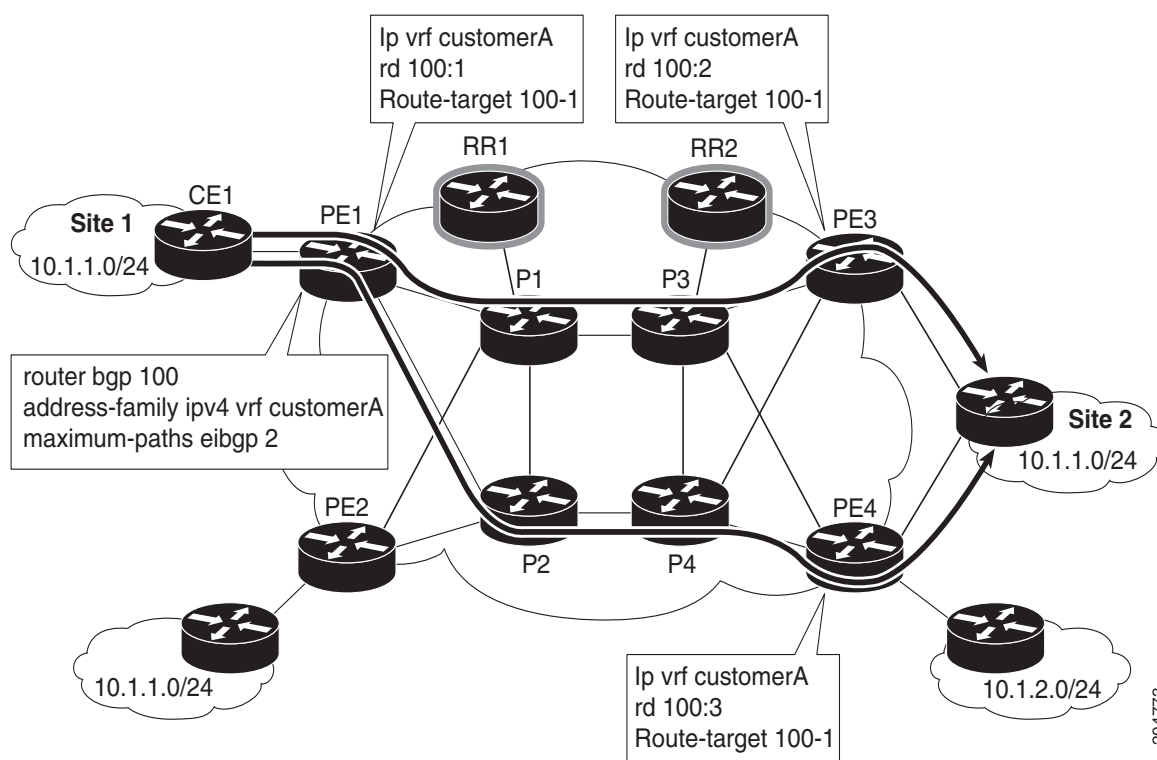 Ip vrf customerA
rd 100:1
Route-target 100-1
Ip vrf customerA
rd 100:2
Route-target 100-1
RR1
RR2
CE1
Site 1
10.1.1.0/24
PE1
PE3
P1
P3
router bgp 100
address-family ipv4 vrf customerA
maximum-paths eibgp 2
Site 2
10.1.1.0/24
PE2
PE4
P2
P4
10.1.1.0/24
Ip vrf customerA
rd 100:3
Route-target 100-1
10.1.2.0/24